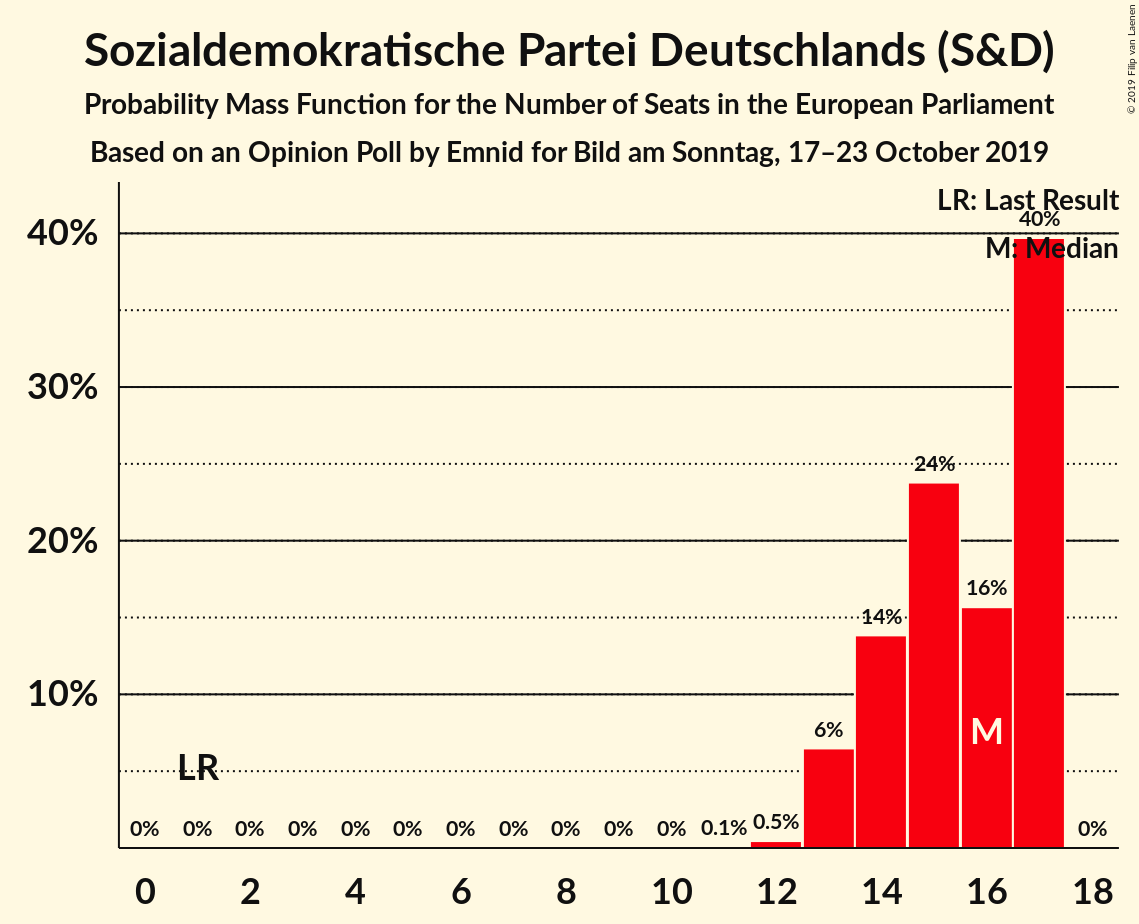 Sozialdemokratische Partei Deutschlands (S&D)
Probability Mass Function for the Number of Seats in the European Parliament
Based on an Opinion Poll by Emnid for Bild am Sonntag, 17–23 October 2019
© 2019 Filip van Laenen
LR: Last Result
M: Median
40%
30%
20%
10%
0% 0% 0% 0% 0% 0% 0% 0% 0% 0% 0% 0.1% 0.5% 6% 14% 24% 16% 40% 0%
LR
M
0 2 4 6 8 10 12 14 16 18